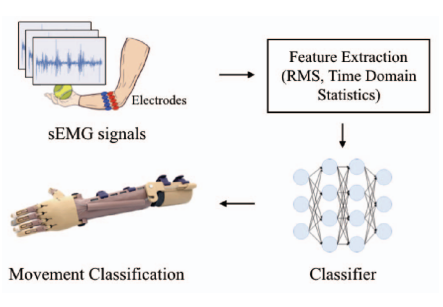 Feature Extraction
(RMS, Time Domain
Statistics)
Electrodes
sEMG signals
Movement Classification
Classifier